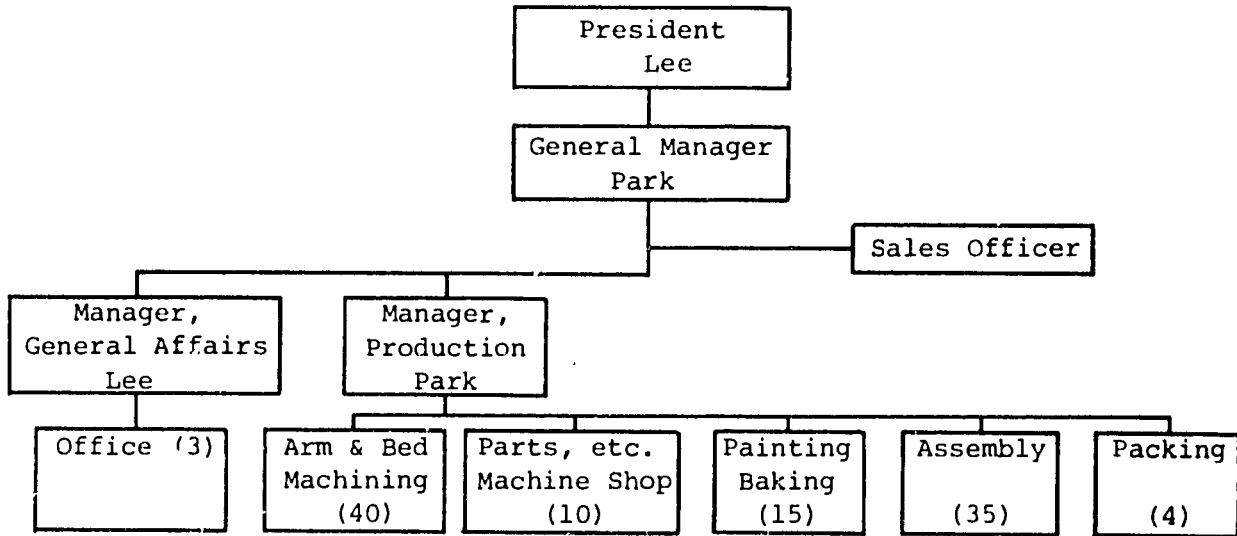 President
Lee
General Manager
Park
Sales Officer
Manager,
General Affairs
Lee
Manager,
Production
Park
Office (3)
Arm & Bed
Machining
(40)
Parts, etc.
Machine Shop
(10)
Painting
Baking
(15)
Assembly
(35)
Packing
(4)